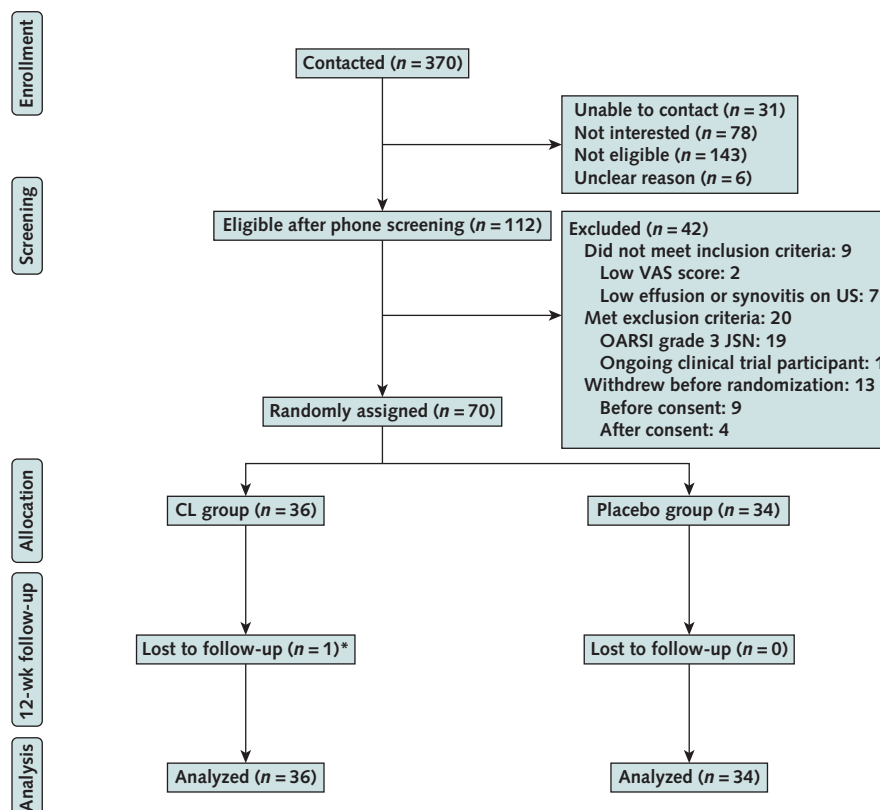 Enrollment
Contacted (n = 370)
Unable to contact (n = 31)
Not interested (n = 78)
Not eligible (n = 143)
Unclear reason (n = 6)
Screening
Eligible after phone screening (n = 112)
Excluded (n = 42)
Did not meet inclusion criteria: 9
Low VAS score: 2
Low effusion or synovitis on US: 7
Met exclusion criteria: 20
OARSI grade 3 JSN: 19
Ongoing clinical trial participant: 1
Withdrew before randomization: 13
Before consent: 9
After consent: 4
Randomly assigned (n = 70)
Allocation
CL group (n = 36)
Placebo group (n = 34)
12-wk follow-up
Lost to follow-up (n = 1)*
Lost to follow-up (n = 0)
Analysis
Analyzed (n = 36)
Analyzed (n = 34)